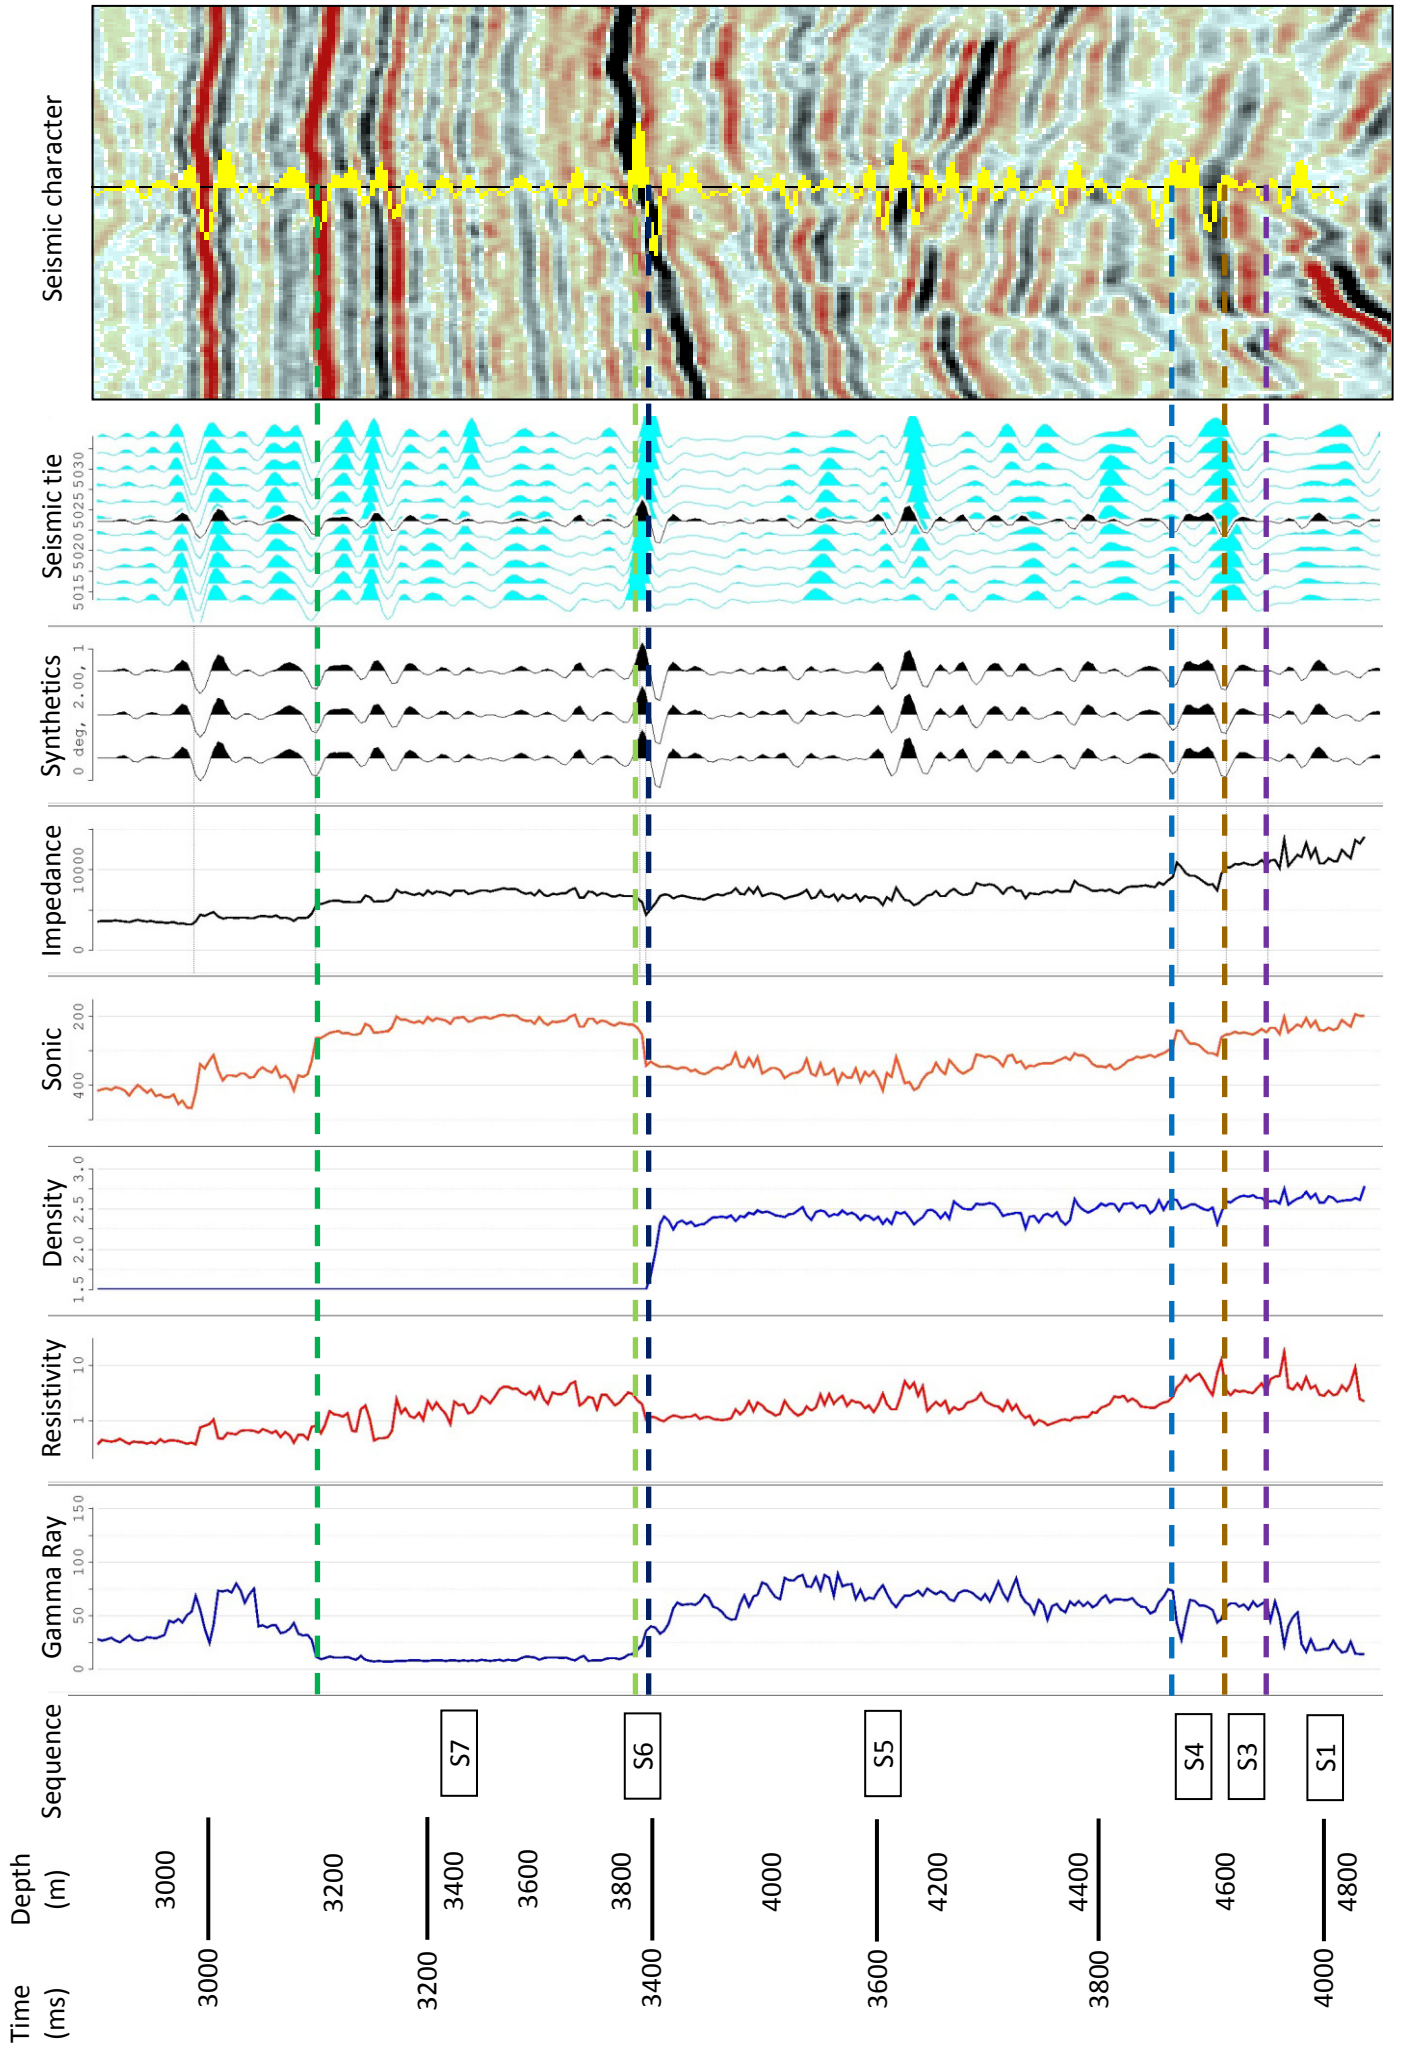 Time
(ms)
Depth
(m)
Sequence
Gamma Ray
Resistivity
Density
Sonic
Impedance
Synthetics
Seismic tie
Seismic character
0 50 100 150
1 10
1.5 2.0 2.5 3.0
400 200
0 10000
0 deg, 2.00, 1
5015 5020 5025 5030
3000
3200
3400
3600
3800
4000
3000
3200
3400
3600
3800
4000
4200
4400
4600
4800
S7
S6
S5
S4
S3
S1